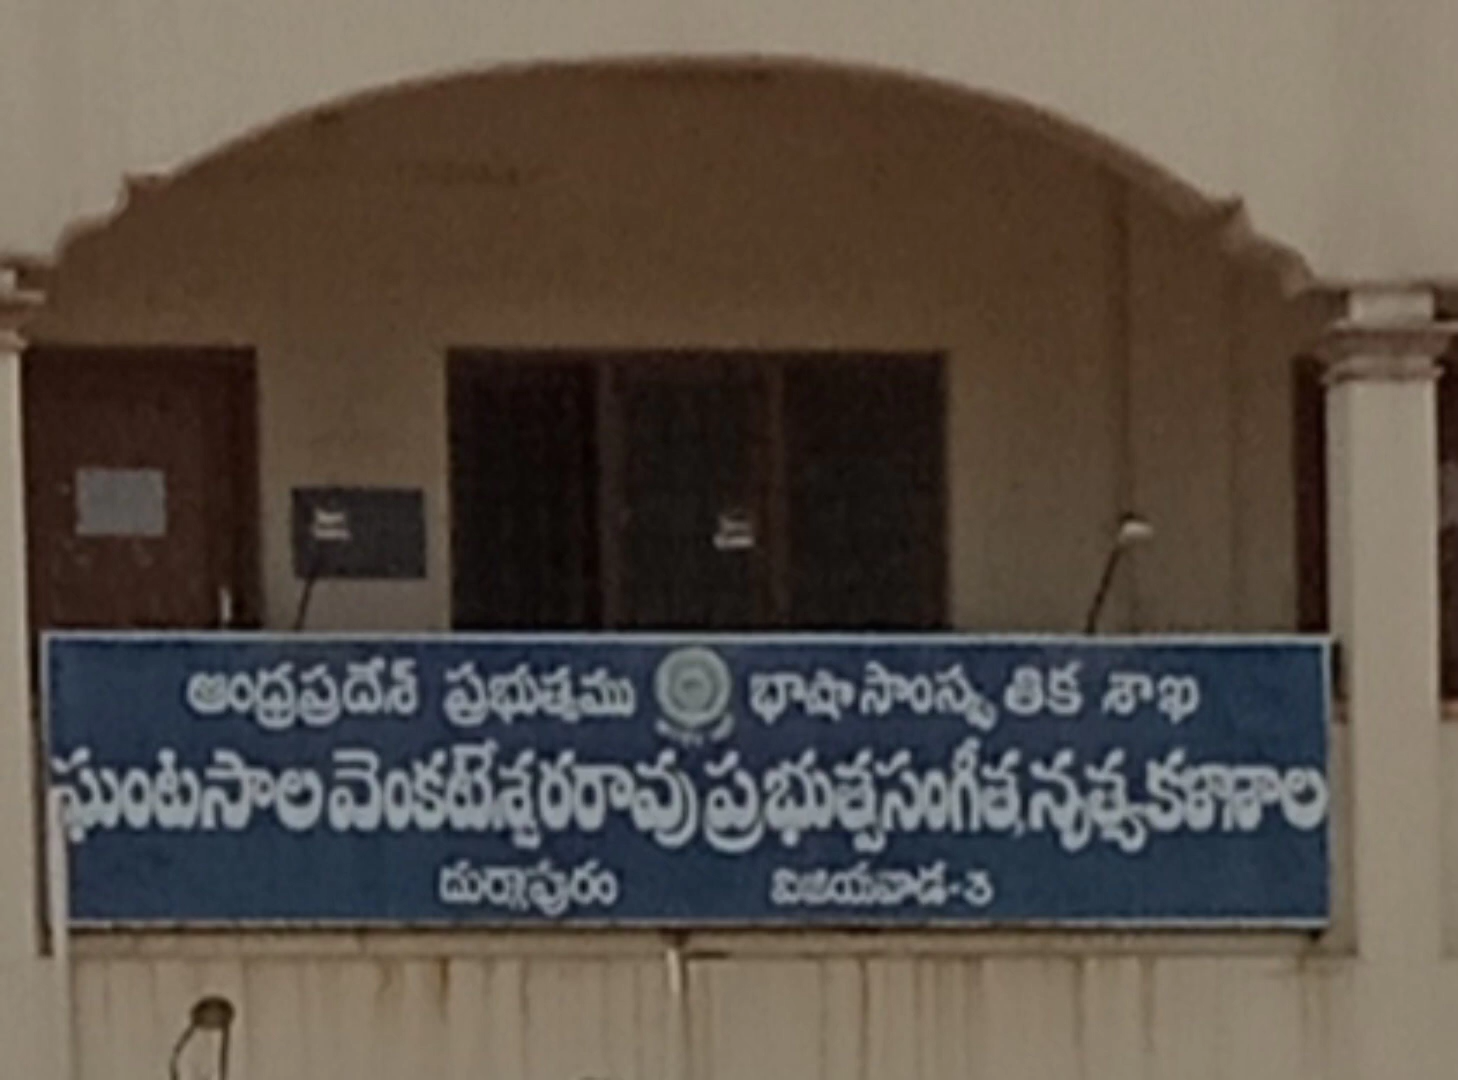 ఆంధ్రప్రదేశ్ ప్రభుత్వము భాషా సాంస్కృతిక శాఖ
ఘంటసాల వెంకటేశ్వరరావు ప్రభుత్వ సంగీత, నృత్య కళాశాల
దుర్గాపురం విజయవాడ-3